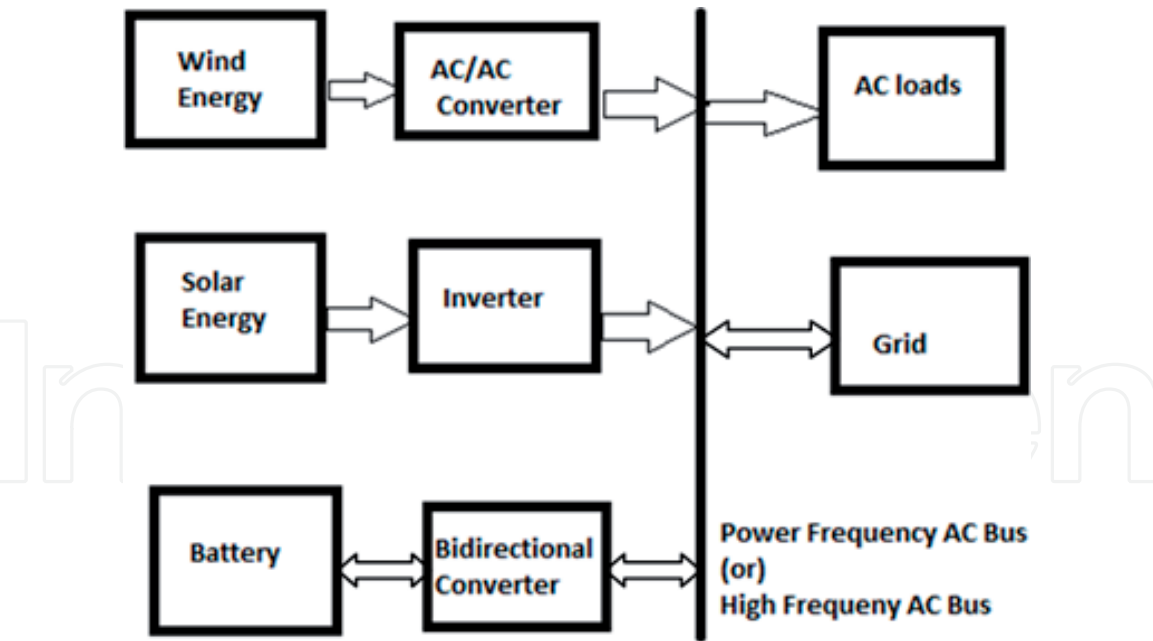 Wind
Energy
AC/AC
Converter
AC loads
Solar
Energy
Inverter
Grid
Battery
Bidirectional
Converter
Power Frequency AC Bus
(or)
High Frequeny AC Bus